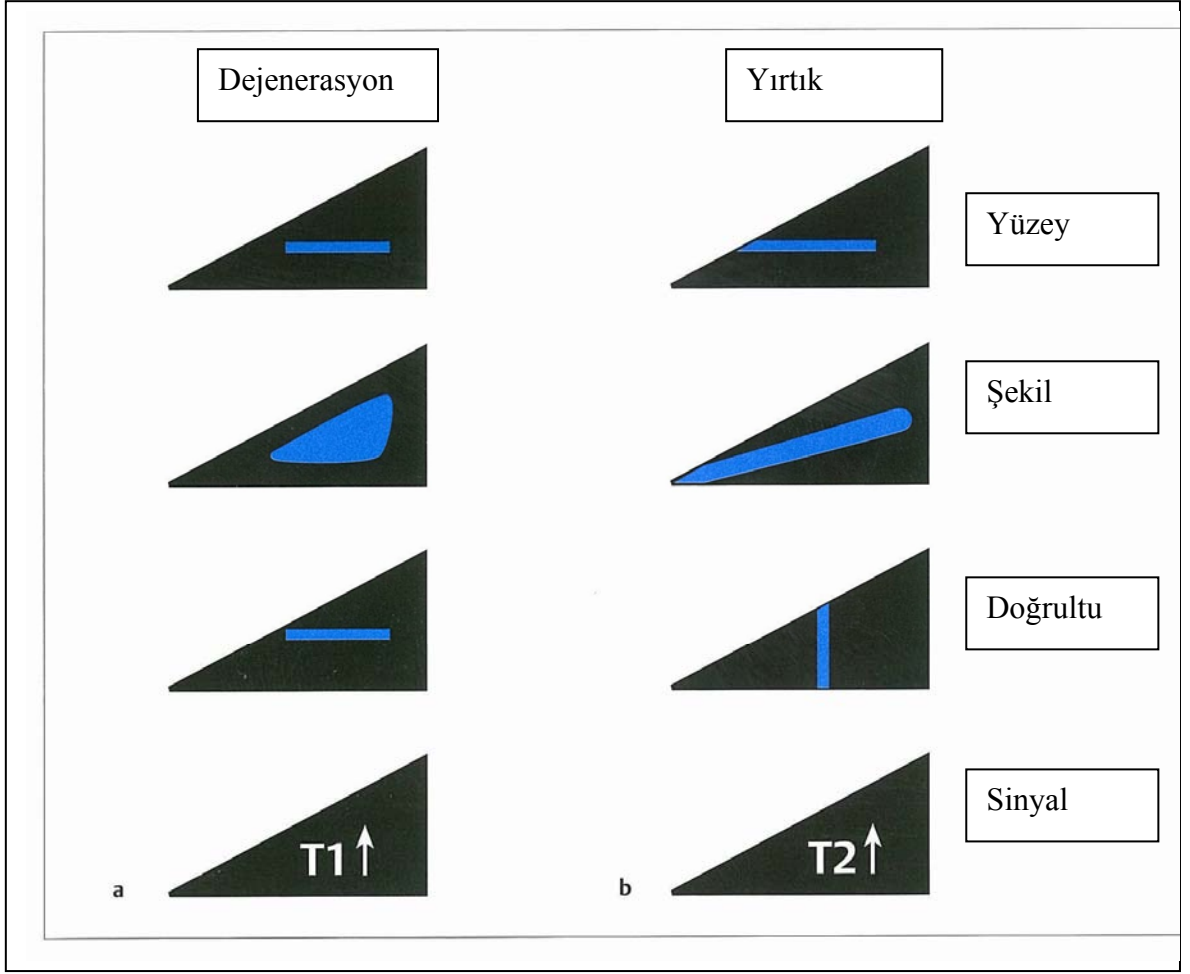 Dejenerasyon
Yırtık
Yüzey
Şekil
Doğrultu
Sinyal
T1↑
T2↑
a
b